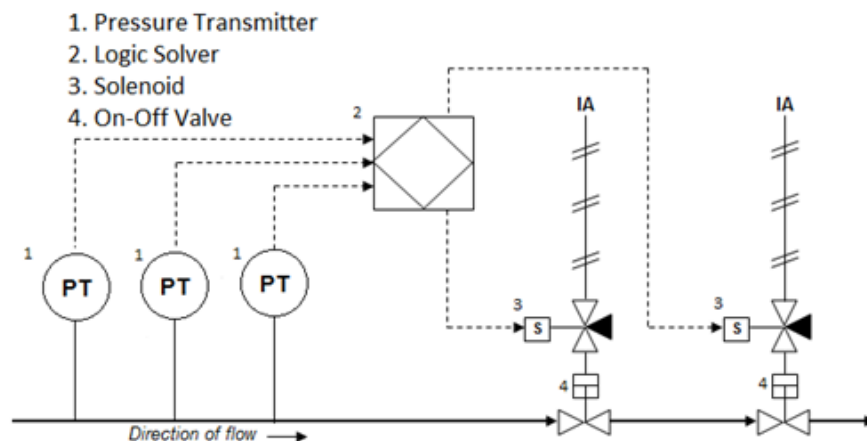 1. Pressure Transmitter
2. Logic Solver
3. Solenoid
4. On-Off Valve
2
IA
IA
1
PT
1
PT
1
PT
3
S
3
S
4
4
Direction of flow